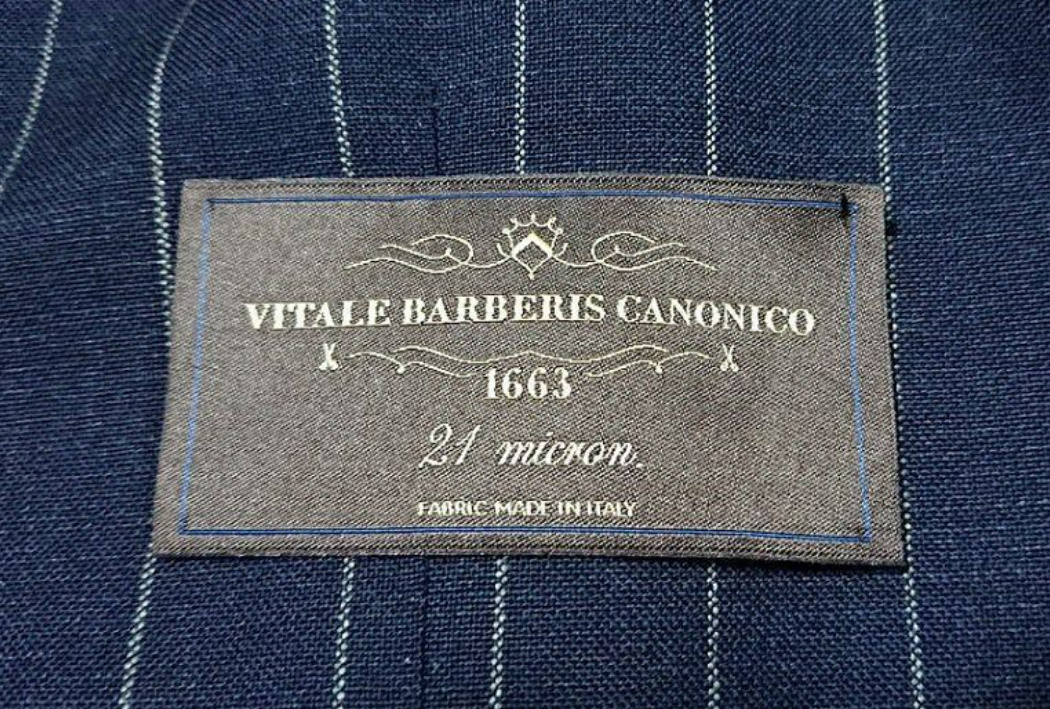 VITALE BARBERIS CANONICO
1663
21 micron.
FABRIC MADE IN ITALY